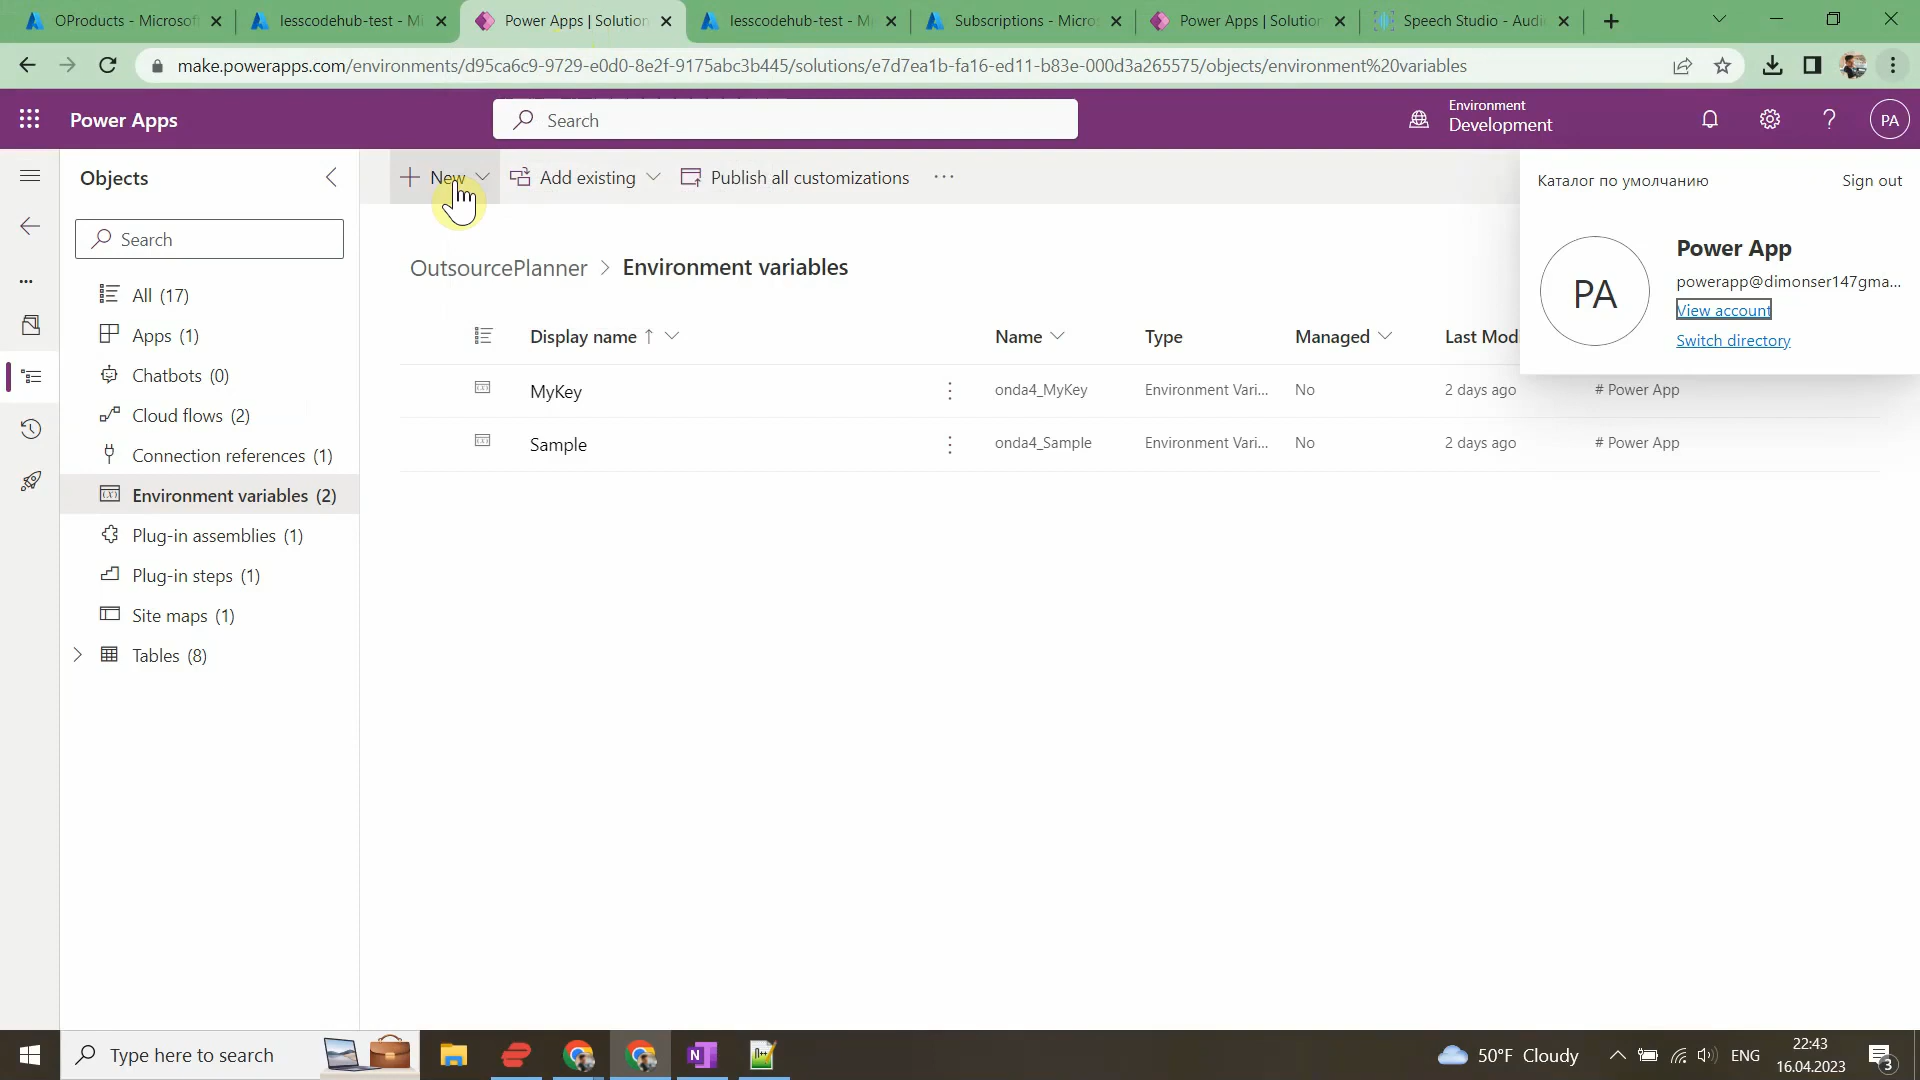 OProducts - Microsof
lesscodehub-test - Mi
Power Apps | Solution
lesscodehub-test - M
Subscriptions - Micro
Power Apps | Solution
Speech Studio - Audi
make.powerapps.com/environments/d95ca6c9-9729-e0d0-8e2f-9175abc3b445/solutions/e7d7ea1b-fa16-ed11-b83e-000d3a265575/objects/environment%20variables
Power Apps
Search
Environment
Development
PA
Objects
New
Add existing
Publish all customizations
Каталог по умолчанию
Sign out
Search
PA
Power App
powerapp@dimonser147gma...
View account
Switch directory
OutsourcePlanner > Environment variables
All (17)
Apps (1)
Chatbots (0)
Cloud flows (2)
Connection references (1)
Environment variables (2)
Plug-in assemblies (1)
Plug-in steps (1)
Site maps (1)
Tables (8)
Display name ↑
Name
Type
Managed
Last Modi
MyKey
onda4_MyKey
Environment Vari...
No
2 days ago
# Power App
Sample
onda4_Sample
Environment Vari...
No
2 days ago
# Power App
Type here to search
50°F Cloudy
ENG
22:43
16.04.2023
3